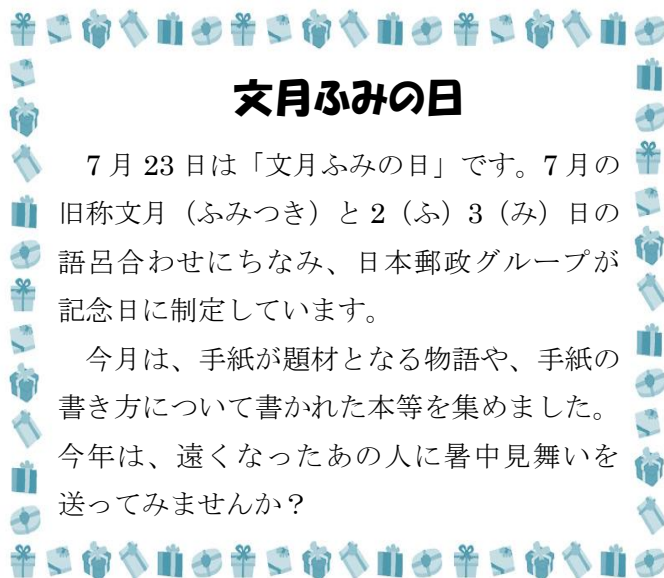 文月ふみの日
7月23日は「文月ふみの日」です。7月の
旧称文月（ふみつき）と2（ふ）3（み）日の
語呂合わせにちなみ、日本郵政グループが
記念日に制定しています。
今月は、手紙が題材となる物語や、手紙の
書き方について書かれた本等を集めました。
今年は、遠くなったあの人に暑中見舞いを
送ってみませんか？